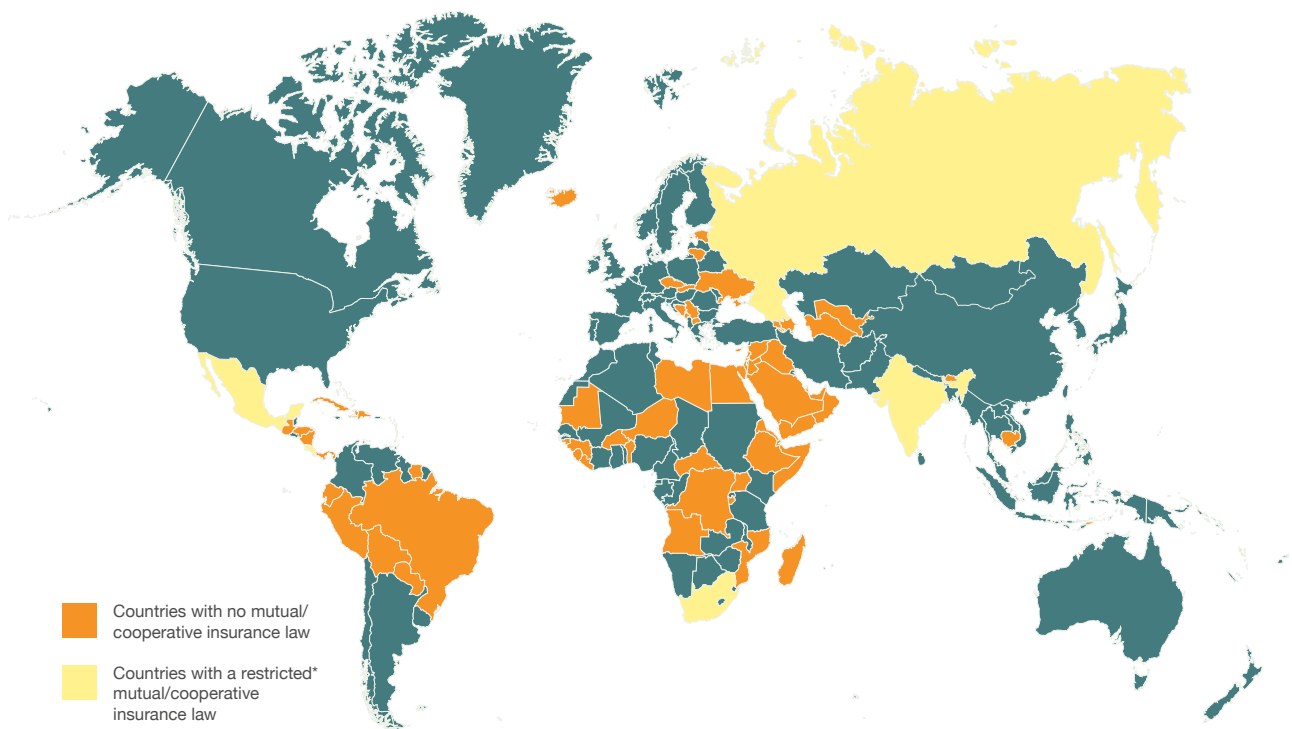 Countries with no mutual/
cooperative insurance law
Countries with a restricted*
mutual/cooperative
insurance law